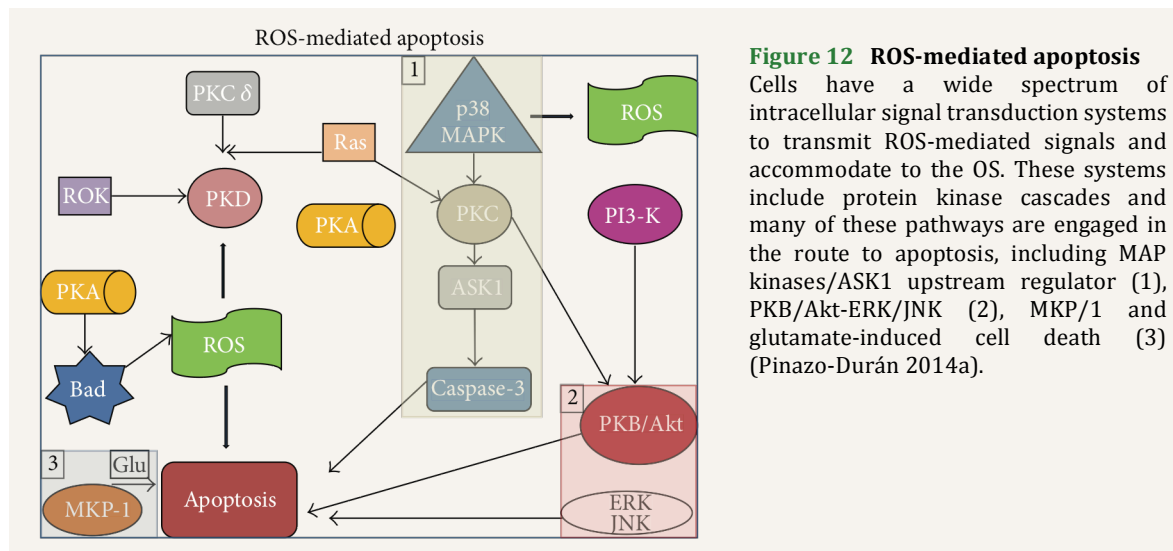 ROS-mediated apoptosis
1
PKC δ
p38
MAPK
ROS
Ras
ROK
PKD
PKC
PKA
PI3-K
PKA
ASK1
ROS
Bad
Caspase-3
2
PKB/Akt
3
Glu
MKP-1
Apoptosis
ERK
JNK
Figure 12 ROS-mediated apoptosis
Cells have a wide spectrum of
intracellular signal transduction systems
to transmit ROS-mediated signals and
accommodate to the OS. These systems
include protein kinase cascades and
many of these pathways are engaged in
the route to apoptosis, including MAP
kinases/ASK1 upstream regulator (1),
PKB/Akt-ERK/JNK (2), MKP/1 and
glutamate-induced cell death (3)
(Pinazo-Durán 2014a).